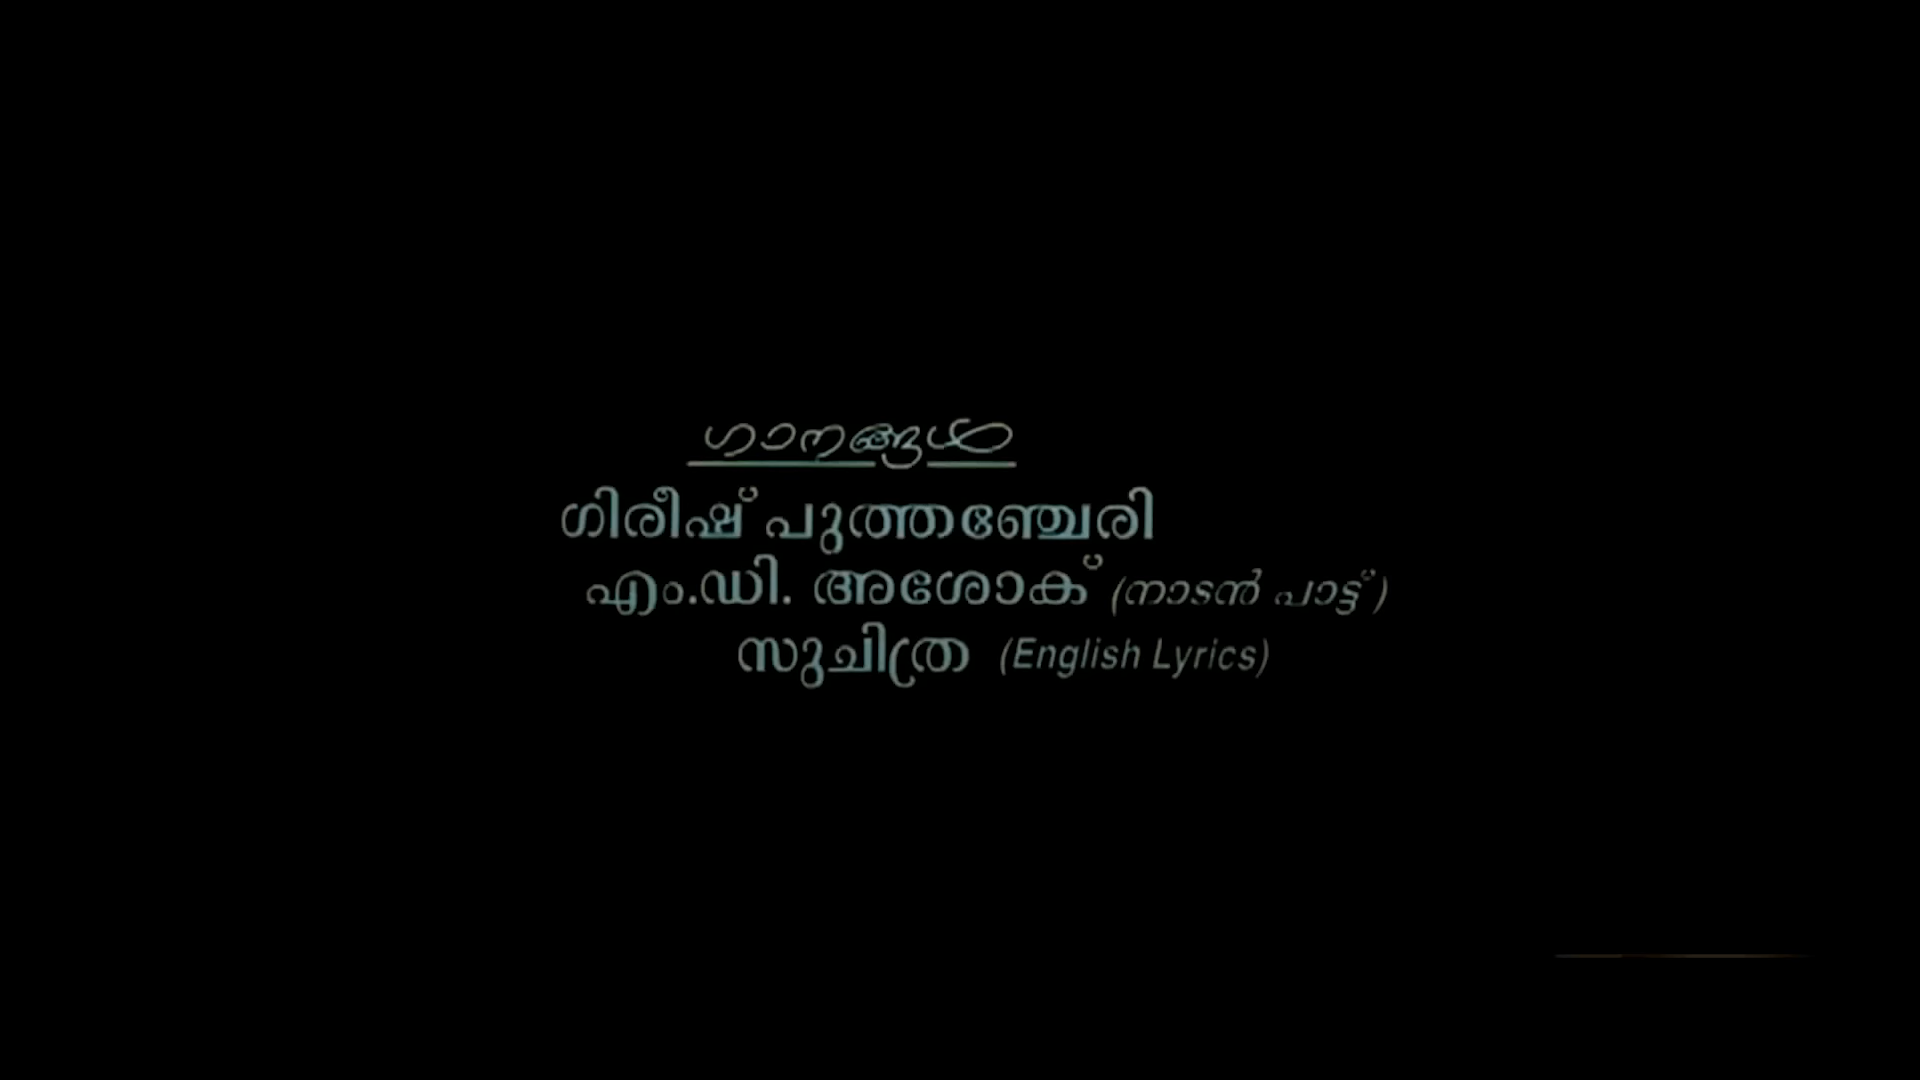 ഗാനങ്ങൾ
ഗിരീഷ് പുത്തഞ്ചേരി
എം.ഡി. അശോക് (നാടൻ പാട്ട്)
സുചിത്ര (English Lyrics)